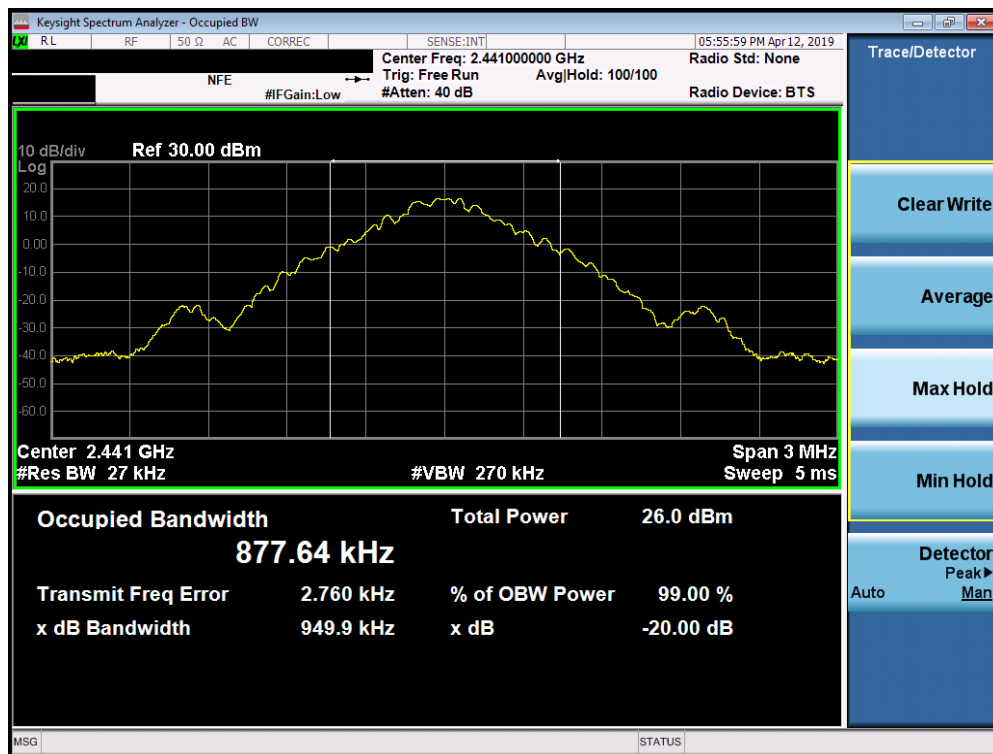 Keysight Spectrum Analyzer - Occupied BW
LXI RL RF 50 Ω AC CORREC SENSE:INT 05:55:59 PM Apr 12, 2019
Center Freq: 2.441000000 GHz Radio Std: None
NFE Trig: Free Run Avg|Hold: 100/100
#IFGain:Low #Atten: 40 dB Radio Device: BTS
10 dB/div Ref 30.00 dBm
Log
20.0
10.0
0.00
-10.0
-20.0
-30.0
-40.0
-50.0
-60.0
Center 2.441 GHz Span 3 MHz
#Res BW 27 kHz #VBW 270 kHz Sweep 5 ms
Occupied Bandwidth Total Power 26.0 dBm
877.64 kHz
Transmit Freq Error 2.760 kHz % of OBW Power 99.00 %
x dB Bandwidth 949.9 kHz x dB -20.00 dB
MSG STATUS
Trace/Detector
Clear Write
Average
Max Hold
Min Hold
Detector
Peak▶
Auto Man